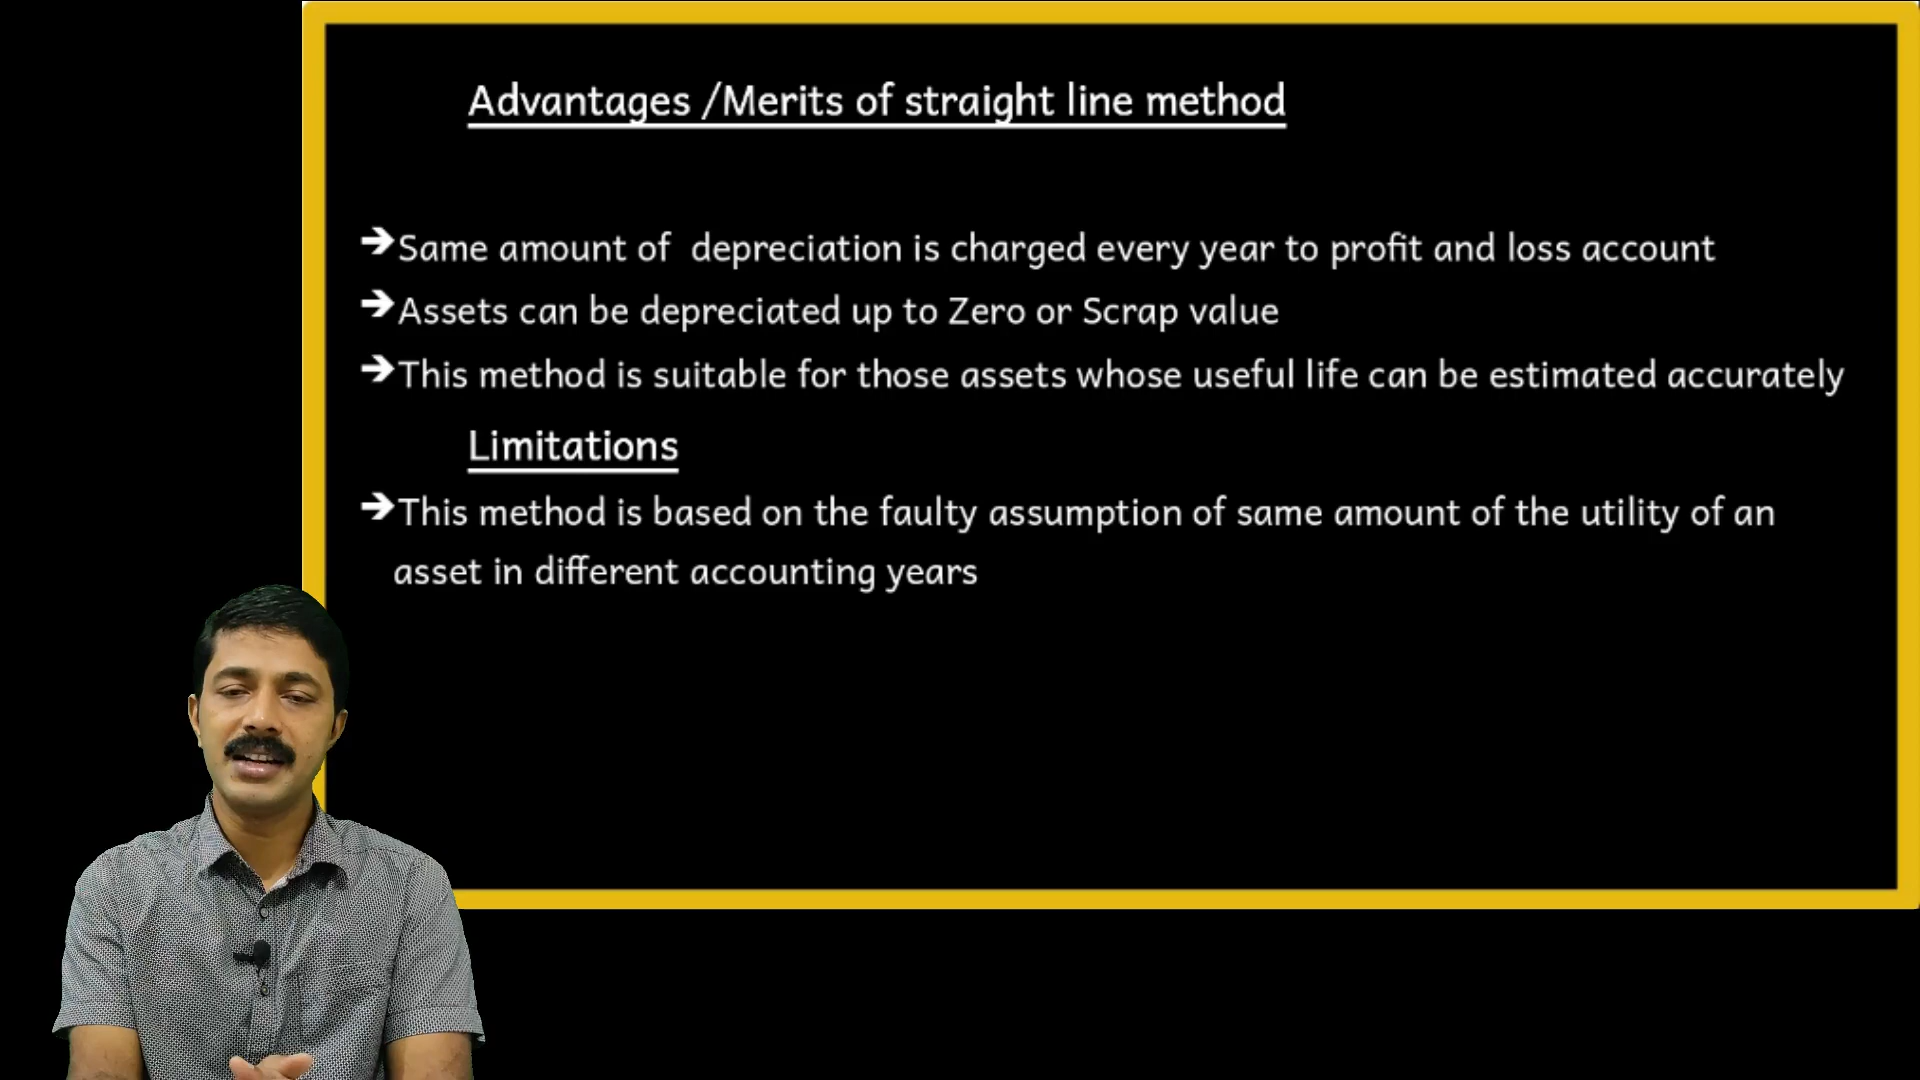 Advantages /Merits of straight line method
➔Same amount of depreciation is charged every year to profit and loss account
➔Assets can be depreciated up to Zero or Scrap value
➔This method is suitable for those assets whose useful life can be estimated accurately
Limitations
➔This method is based on the faulty assumption of same amount of the utility of an
asset in different accounting years